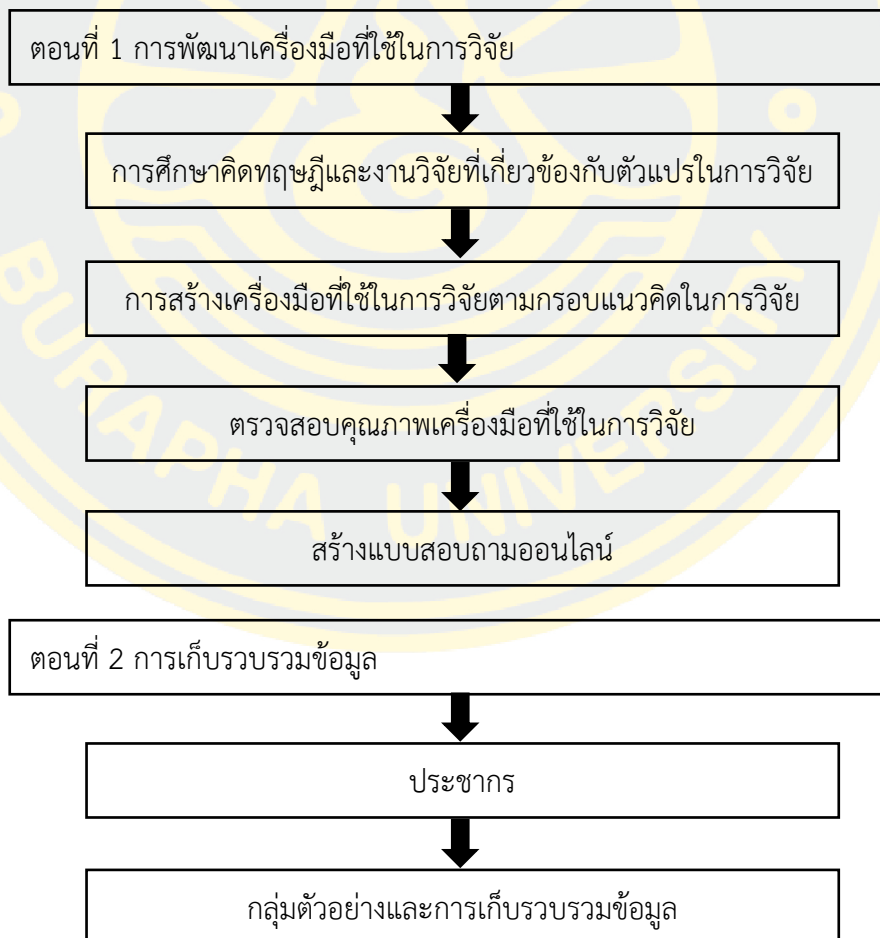 ตอนที่ 1 การพัฒนาเครื่องมือที่ใช้ในการวิจัย
การศึกษาคิดทฤษฎีและงานวิจัยที่เกี่ยวข้องกับตัวแปรในการวิจัย
การสร้างเครื่องมือที่ใช้ในการวิจัยตามกรอบแนวคิดในการวิจัย
ตรวจสอบคุณภาพเครื่องมือที่ใช้ในการวิจัย
สร้างแบบสอบถามออนไลน์
ตอนที่ 2 การเก็บรวบรวมข้อมูล
ประชากร
กลุ่มตัวอย่างและการเก็บรวบรวมข้อมูล
BURAPHA UNIVERSITY